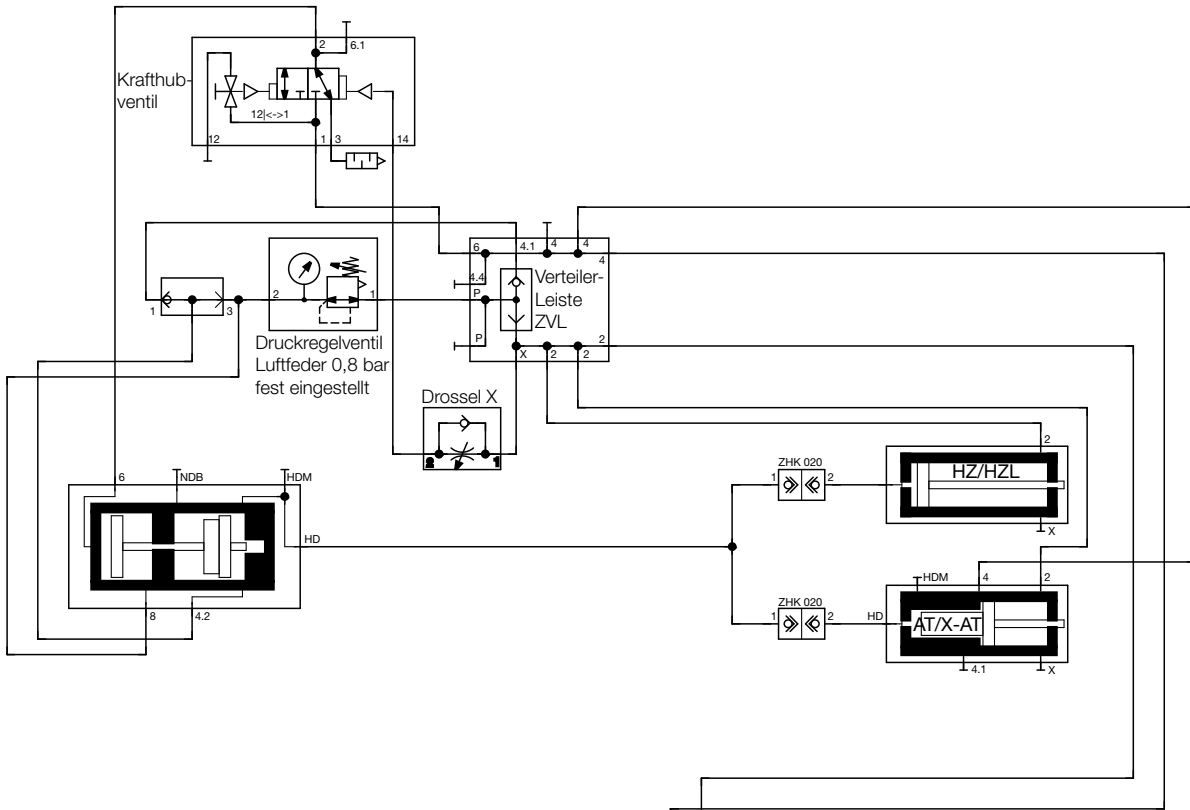 2
6.1
Krafthub-
ventil
12|<->1
12
1
3
14
6
4.1
4
4
4
4.4
Verteiler-
Leiste
ZVL
P
P
X
2
2
2
1
3
2
1
Druckregelventil
Luftfeder 0,8 bar
fest eingestellt
Drossel X
2
1
6
NDB
HDM
HD
8
4.2
ZHK 020
1
2
2
HZ/HZL
X
ZHK 020
1
2
HDM
4
2
HD
AT/X-AT
4.1
X